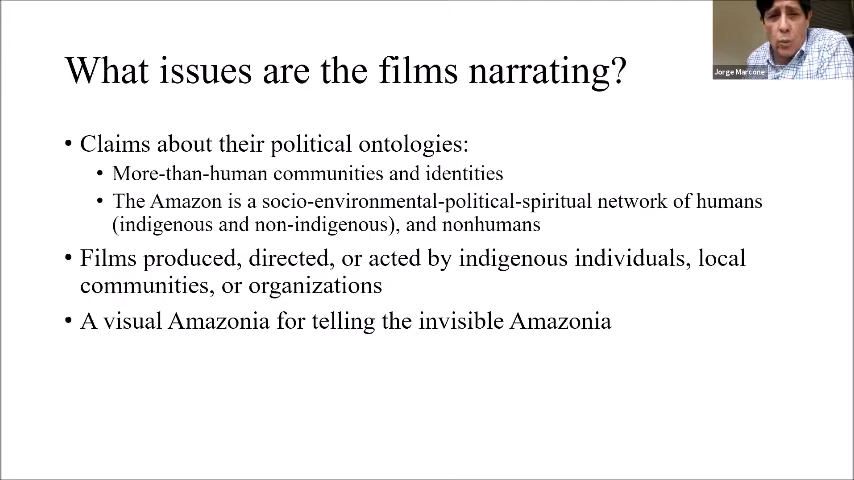 What issues are the films narrating?
• Claims about their political ontologies:
• More-than-human communities and identities
• The Amazon is a socio-environmental-political-spiritual network of humans
(indigenous and non-indigenous), and nonhumans
• Films produced, directed, or acted by indigenous individuals, local
communities, or organizations
• A visual Amazonia for telling the invisible Amazonia
Jorge Marcone